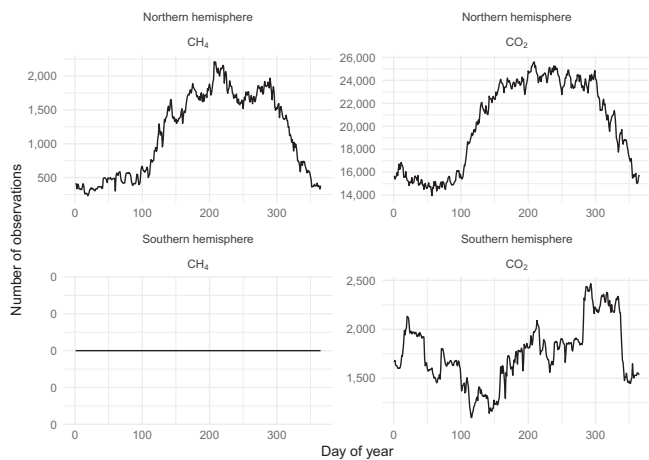 Northern hemisphere
CH₄
2,000
1,500
1,000
500
0 100 200 300
Northern hemisphere
CO₂
26,000
24,000
22,000
20,000
18,000
16,000
14,000
0 100 200 300
Southern hemisphere
CH₄
0
0
0
0
0
0 100 200 300
Southern hemisphere
CO₂
2,500
2,000
1,500
0 100 200 300
Number of observations
Day of year